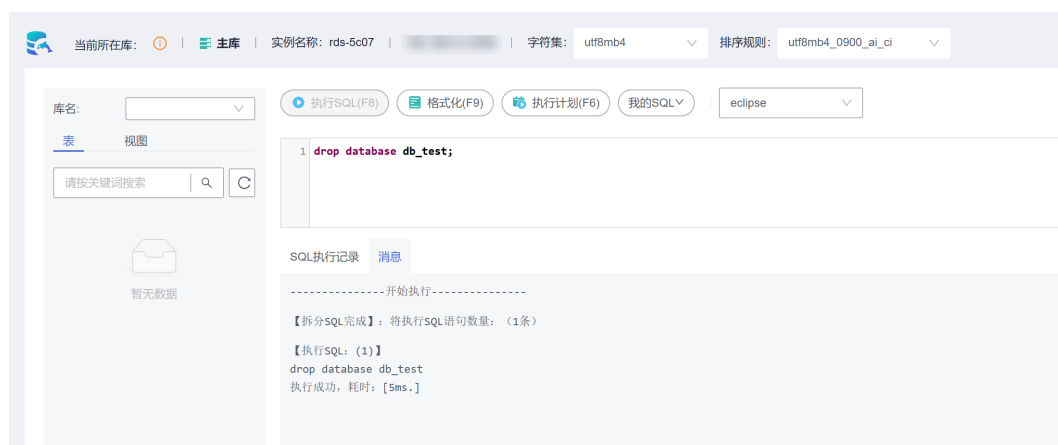 当前所在库: 主库 实例名称: rds-5c07 字符集: utf8mb4 排序规则: utf8mb4_0900_ai_ci
库名:
执行SQL(F8) 格式化(F9) 执行计划(F6) 我的SQL eclipse
表 视图
请按关键词搜索
暂无数据
1 drop database db_test;
SQL执行记录 消息
---------------开始执行---------------
【拆分SQL完成】：将执行SQL语句数量：（1条）
【执行SQL：(1)】
drop database db_test
执行成功，耗时：[5ms.]